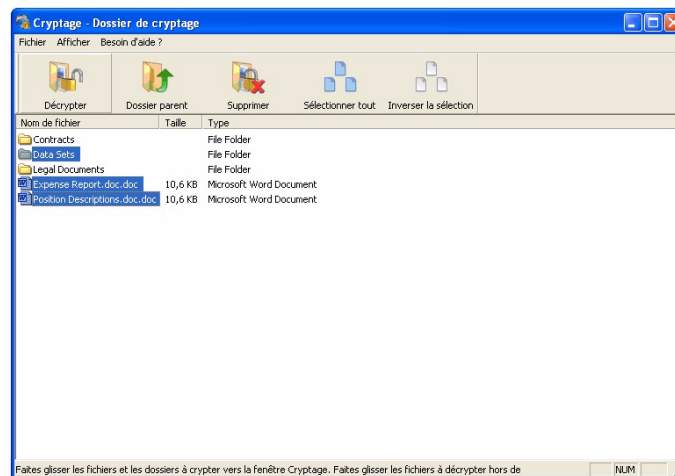 Cryptage - Dossier de cryptage
Fichier Afficher Besoin d'aide ?
Décrypter Dossier parent Supprimer Sélectionner tout Inverser la sélection
Nom de fichier Taille Type
Contracts File Folder
Data Sets File Folder
Legal Documents File Folder
Expense Report.doc.doc 10,6 KB Microsoft Word Document
Position Descriptions.doc.doc 10,6 KB Microsoft Word Document
Faites glisser les fichiers et les dossiers à crypter vers la fenêtre Cryptage. Faites glisser les fichiers à décrypter hors de NUM